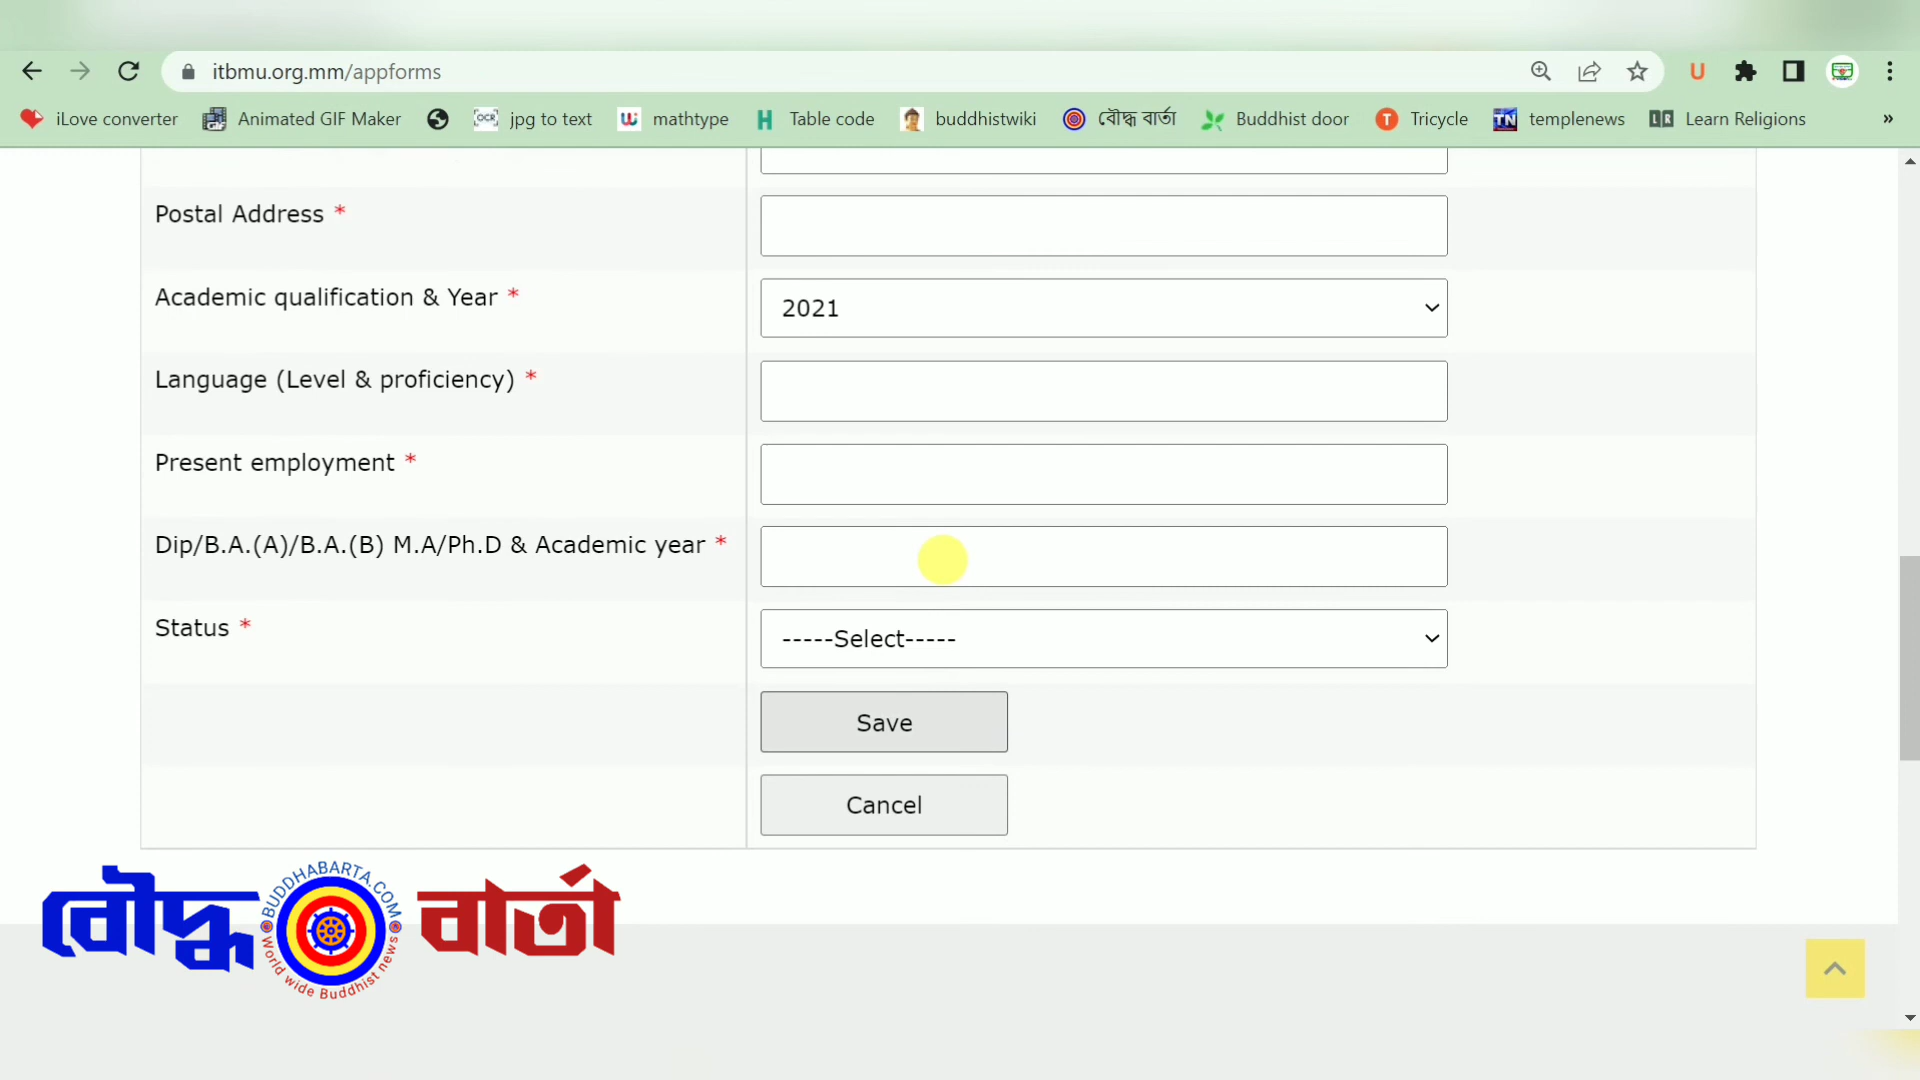 itbmu.org.mm/appforms
iLove converter Animated GIF Maker OCR jpg to text mathtype Table code buddhistwiki বৌদ্ধ বার্তা Buddhist door Tricycle templenews Learn Religions »
Postal Address *
Academic qualification & Year * 2021
Language (Level & proficiency) *
Present employment *
Dip/B.A.(A)/B.A.(B) M.A/Ph.D & Academic year *
Status * -----Select-----
Save
Cancel
বৌদ্ধ বার্তা
BUDDHABARTA.COM
World wide Buddhist news